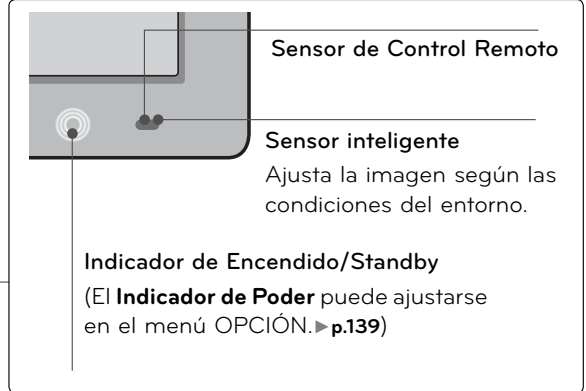 Sensor de Control Remoto
Sensor inteligente
Ajusta la imagen según las
condiciones del entorno.
Indicador de Encendido/Standby
(El Indicador de Poder puede ajustarse
en el menú OPCIÓN.►p.139)